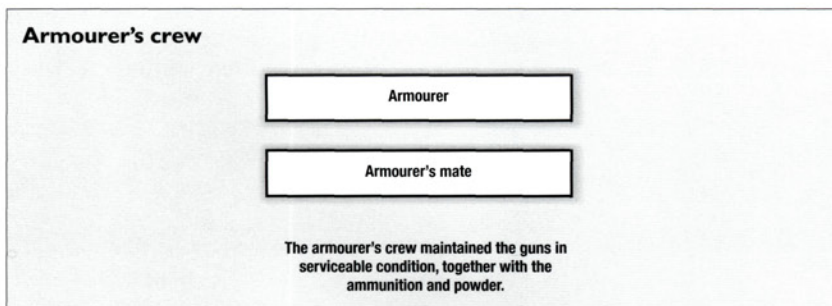 Armourer's crew
Armourer
Armourer's mate
The armourer's crew maintained the guns in
serviceable condition, together with the
ammunition and powder.